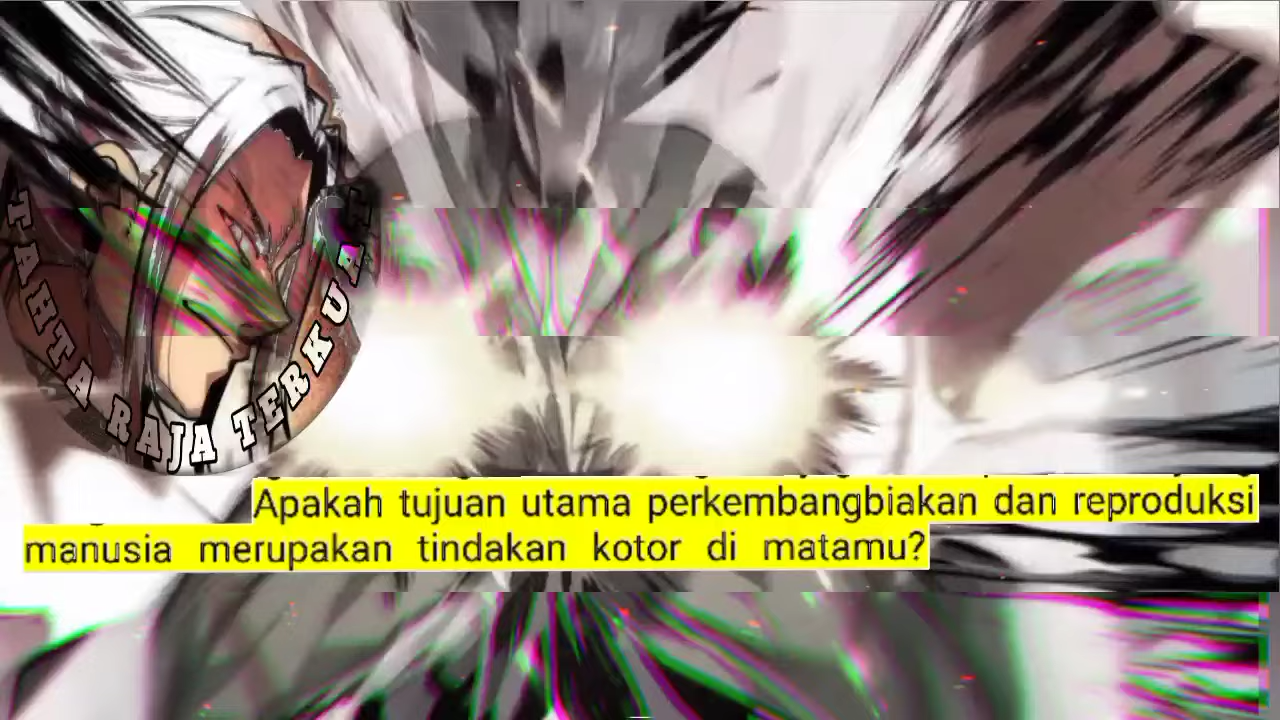 TAHTA RAJA TERKUAT
Apakah tujuan utama perkembangbiakan dan reproduksi
manusia merupakan tindakan kotor di matamu?